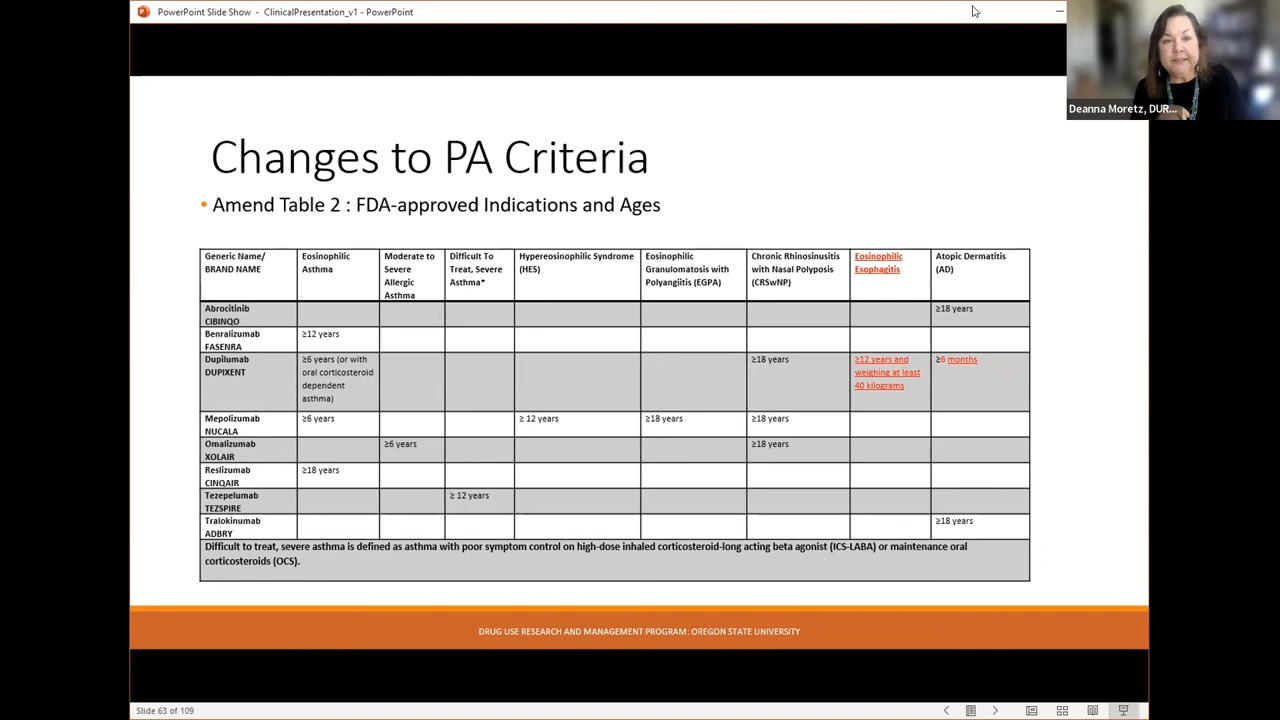 PowerPoint Slide Show - ClinicalPresentation_v1 - PowerPoint
Deanna Moretz, DUR...
Changes to PA Criteria
• Amend Table 2 : FDA-approved Indications and Ages
Generic Name/
BRAND NAME
Eosinophilic
Asthma
Moderate to
Severe
Allergic
Asthma
Difficult To
Treat, Severe
Asthma*
Hypereosinophilic Syndrome
(HES)
Eosinophilic
Granulomatosis with
Polyangiitis (EGPA)
Chronic Rhinosinusitis
with Nasal Polyposis
(CRSwNP)
Eosinophilic
Esophagitis
Atopic Dermatitis
(AD)
Abrocitinib
CIBINQO
≥18 years
Benralizumab
FASENRA
≥12 years
Dupilumab
DUPIXENT
≥6 years (or with
oral corticosteroid
dependent
asthma)
≥18 years
≥12 years and
weighing at least
40 kilograms
≥6 months
Mepolizumab
NUCALA
≥6 years
≥ 12 years
≥18 years
≥18 years
Omalizumab
XOLAIR
≥6 years
≥18 years
Reslizumab
CINQAIR
≥18 years
Tezepelumab
TEZSPIRE
≥ 12 years
Tralokinumab
ADBRY
≥18 years
Difficult to treat, severe asthma is defined as asthma with poor symptom control on high-dose inhaled corticosteroid-long acting beta agonist (ICS-LABA) or maintenance oral
corticosteroids (OCS).
DRUG USE RESEARCH AND MANAGEMENT PROGRAM: OREGON STATE UNIVERSITY
Slide 63 of 109